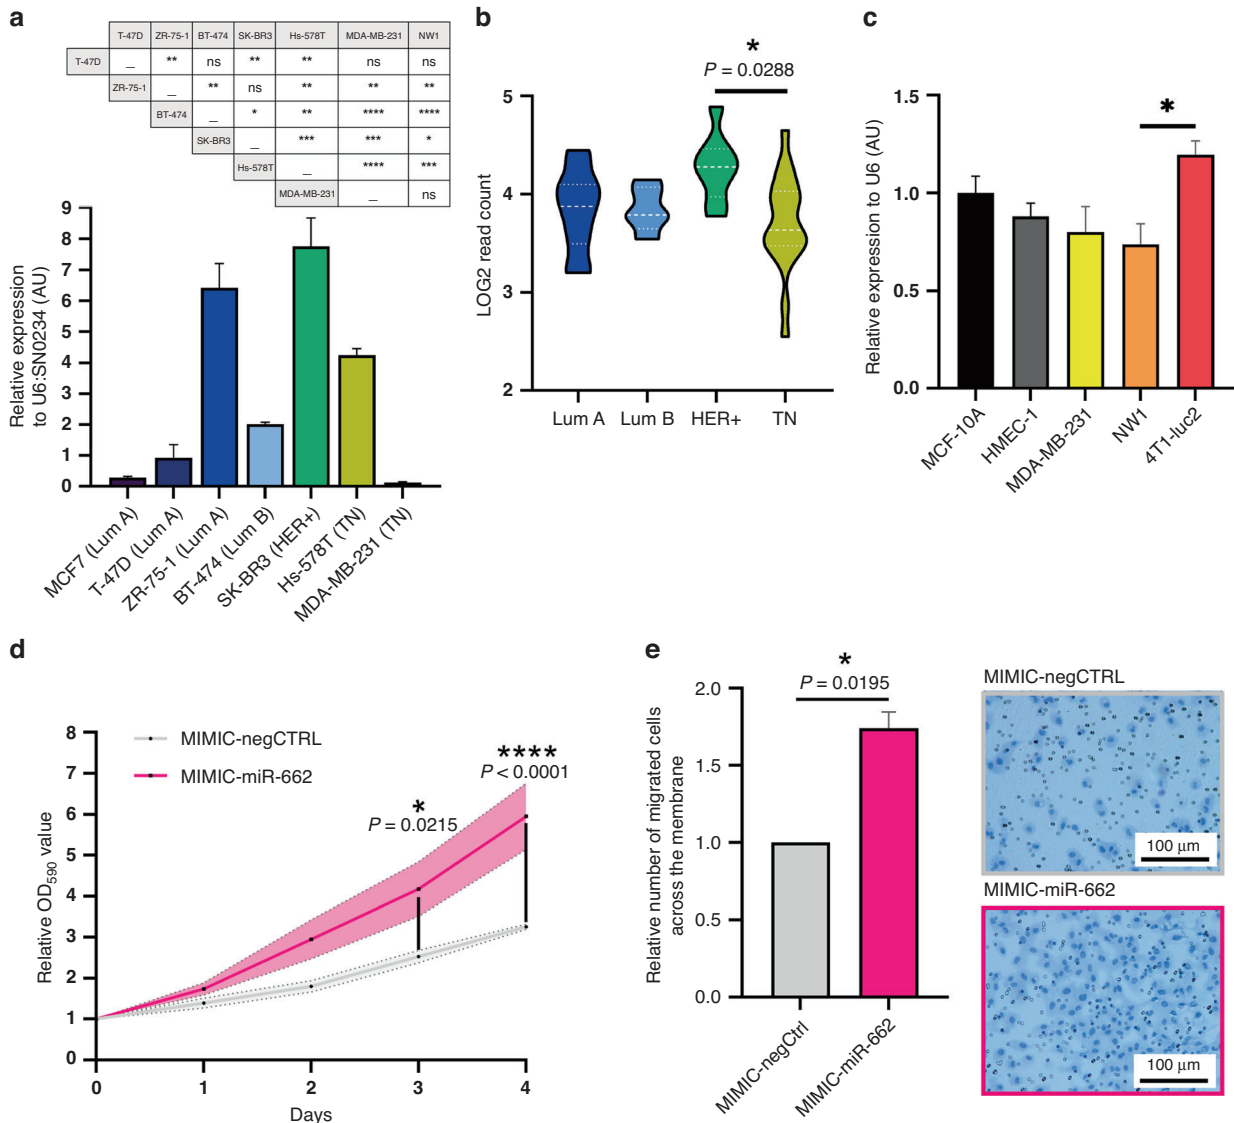 a
T-47D ZR-75-1 BT-474 SK-BR3 Hs-578T MDA-MB-231 NW1
T-47D _ ** ns ** ** ns ns
ZR-75-1 _ ** ns ** ** **
BT-474 _ * ** **** ****
SK-BR3 _ *** *** *
Hs-578T _ **** ***
MDA-MB-231 _ ns
Relative expression
to U6:SN0234 (AU)
9
8
7
6
5
4
3
2
1
0
MCF7 (Lum A)
T-47D (Lum A)
ZR-75-1 (Lum A)
BT-474 (Lum B)
SK-BR3 (HER+)
Hs-578T (TN)
MDA-MB-231 (TN)
b
*
P = 0.0288
LOG2 read count
5
4
3
2
Lum A Lum B HER+ TN
c
*
Relative expression to U6 (AU)
1.5
1.0
0.5
0.0
MCF-10A
HMEC-1
MDA-MB-231
NW1
4T1-luc2
d
MIMIC-negCTRL
MIMIC-miR-662
****
P < 0.0001
*
P = 0.0215
Relative OD590 value
8
7
6
5
4
3
2
1
0
0 1 2 3 4
Days
e
*
P = 0.0195
Relative number of migrated cells
across the membrane
2.0
1.5
1.0
0.5
0.0
MIMIC-negCtrl
MIMIC-miR-662
MIMIC-negCTRL
100 μm
MIMIC-miR-662
100 μm